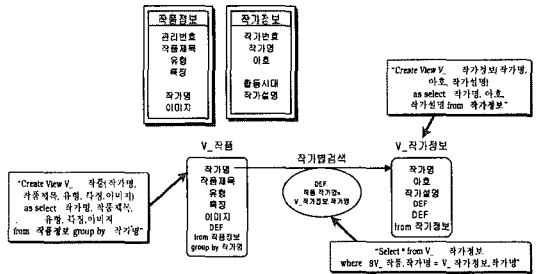 작품정보
관리번호
작품제목
유형
특징
작가명
이미지
작가정보
작가번호
작가명
아호
활동시대
작가설명
"Create View V_ 작가정보(작가명,
아호, 작가설명)
as select 작가명, 아호,
작가설명 from 작가정보"
V_작품
작가명
작품제목
유형
특징
이미지
DEF
from 작품정보
group by 작가명
작가별검색
DEF
작품.작가명=
V_작가정보.작가명
V_작가정보
작가명
아호
작가설명
DEF
DEF
from 작가정보
"Create View V_ 작품(작가명,
작품제목, 유형, 특징,이미지)
as select 작가명, 작품제목,
유형, 특징,이미지
from 작품정보 group by 작가명"
"Select * from V_ 작가정보,
where $V_작품.작가명 = V_작가정보.작가명"